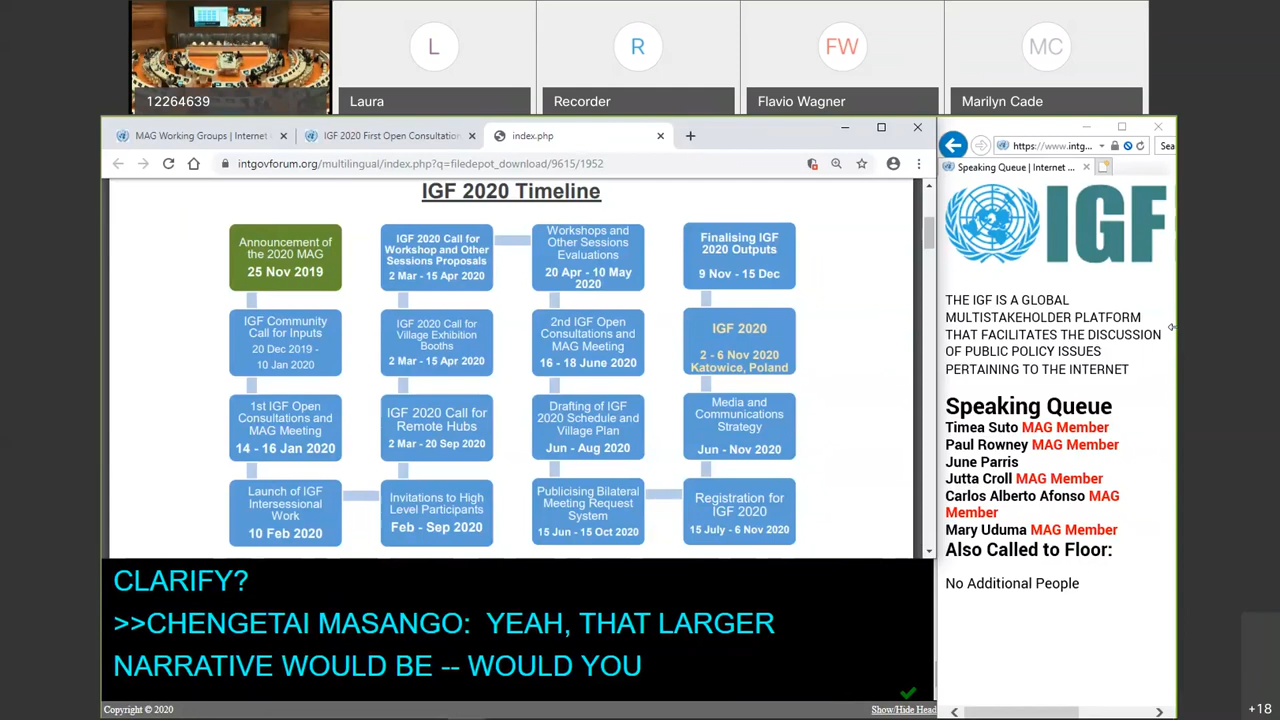 L
R
FW
MC
12264639
Laura
Recorder
Flavio Wagner
Marilyn Cade
MAG Working Groups | Internet
IGF 2020 First Open Consultation
index.php
intgovforum.org/multilingual/index.php?q=filedepot_download/9615/1952
IGF 2020 Timeline
Announcement of
the 2020 MAG
25 Nov 2019
IGF Community
Call for Inputs
20 Dec 2019 -
10 Jan 2020
1st IGF Open
Consultations and
MAG Meeting
14 - 16 Jan 2020
Launch of IGF
Intersessional
Work
10 Feb 2020
IGF 2020 Call for
Workshop and Other
Sessions Proposals
2 Mar - 15 Apr 2020
IGF 2020 Call for
Village Exhibition
Booths
2 Mar - 15 Apr 2020
IGF 2020 Call for
Remote Hubs
2 Mar - 20 Sep 2020
Invitations to High
Level Participants
Feb - Sep 2020
Workshops and
Other Sessions
Evaluations
20 Apr - 10 May
2020
2nd IGF Open
Consultations and
MAG Meeting
16 - 18 June 2020
Drafting of IGF
2020 Schedule and
Village Plan
Jun - Aug 2020
Publicising Bilateral
Meeting Request
System
15 Jun - 15 Oct 2020
Finalising IGF
2020 Outputs
9 Nov - 15 Dec
IGF 2020
2 - 6 Nov 2020
Katowice, Poland
Media and
Communications
Strategy
Jun - Nov 2020
Registration for
IGF 2020
15 July - 6 Nov 2020
CLARIFY?
>>CHENGETAI MASANGO:  YEAH, THAT LARGER
NARRATIVE WOULD BE -- WOULD YOU
Copyright © 2020
Show/Hide Head
https://www.intg...
Sea
Speaking Queue | Internet ...
IGF
THE IGF IS A GLOBAL
MULTISTAKEHOLDER PLATFORM
THAT FACILITATES THE DISCUSSION
OF PUBLIC POLICY ISSUES
PERTAINING TO THE INTERNET
Speaking Queue
Timea Suto MAG Member
Paul Rowney MAG Member
June Parris
Jutta Croll MAG Member
Carlos Alberto Afonso MAG
Member
Mary Uduma MAG Member
Also Called to Floor:
No Additional People
+18